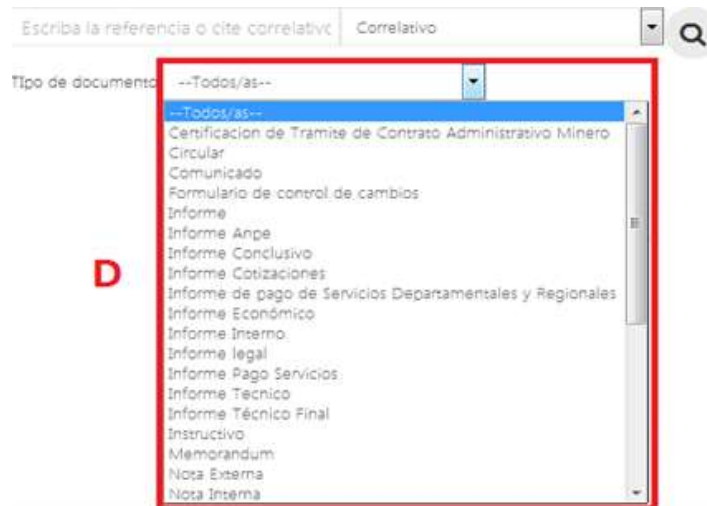 Escriba la referencia o cite correlativo Correlativo
Tipo de documento --Todos/as--
--Todos/as--
Certificacion de Tramite de Contrato Administrativo Minero
Circular
Comunicado
Formulario de control de cambios
Informe
Informe Anpe
Informe Conclusivo
Informe Cotizaciones
Informe de pago de Servicios Departamentales y Regionales
Informe Económico
Informe Interno
Informe legal
Informe Pago Servicios
Informe Tecnico
Informe Técnico Final
Instructivo
Memorandum
Nota Externa
Nota Interna
D